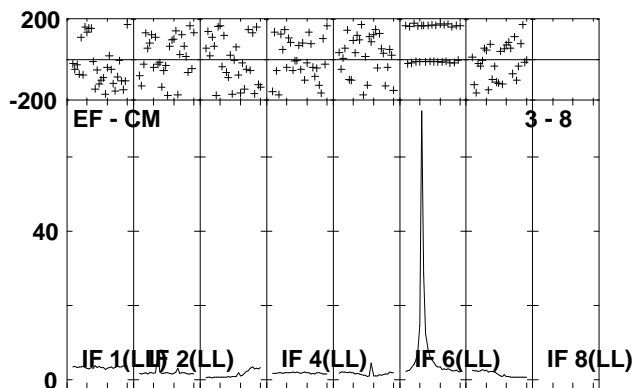 200
-200
EF - CM 3 - 8
40
0
IF 1(LL) IF 2(LL) IF 4(LL) IF 6(LL) IF 8(LL)